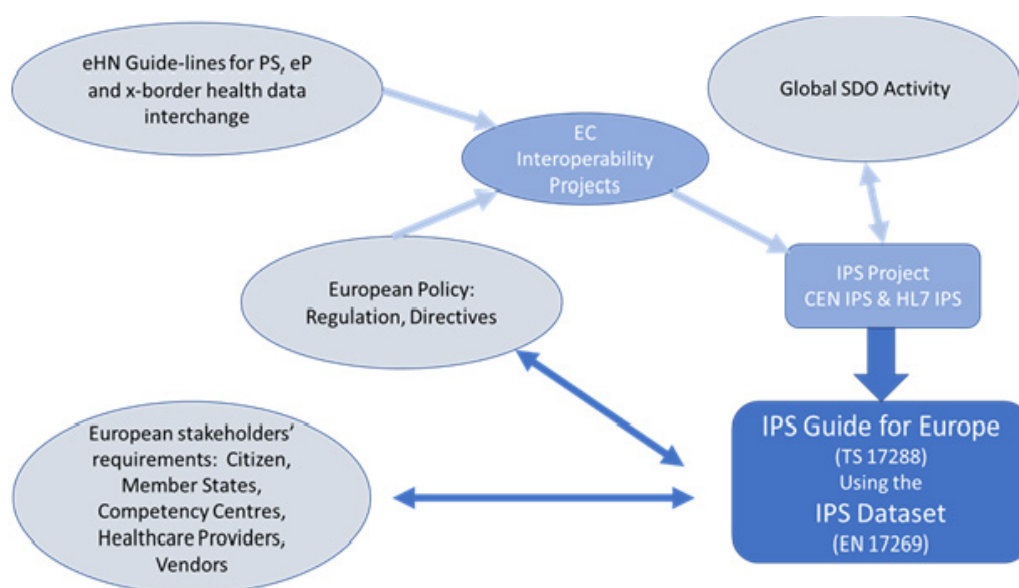 eHN Guide-lines for PS, eP
and x-border health data
interchange
Global SDO Activity
EC
Interoperability
Projects
European Policy:
Regulation, Directives
IPS Project
CEN IPS & HL7 IPS
European stakeholders’
requirements: Citizen,
Member States,
Competency Centres,
Healthcare Providers,
Vendors
IPS Guide for Europe
(TS 17288)
Using the
IPS Dataset
(EN 17269)